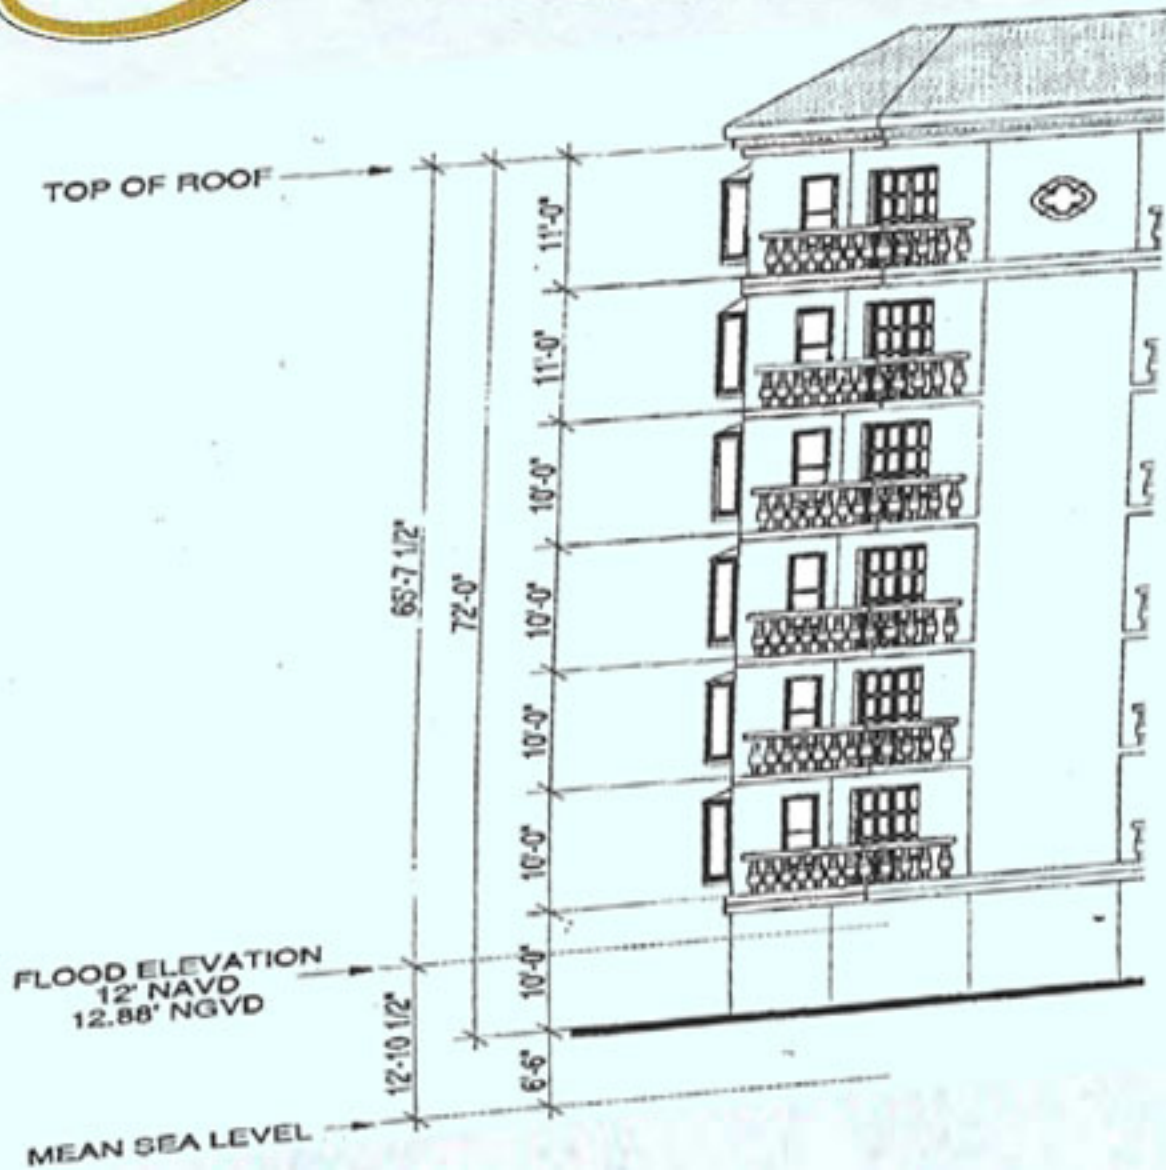 TOP OF ROOF
11'-0"
11'-0"
10'-0"
65'-7 1/2"
72'-0"
10'-0"
10'-0"
10'-0"
FLOOD ELEVATION
12' NAVD
12.88' NGVD
10'-0"
12'-10 1/2"
6'-6"
MEAN SEA LEVEL